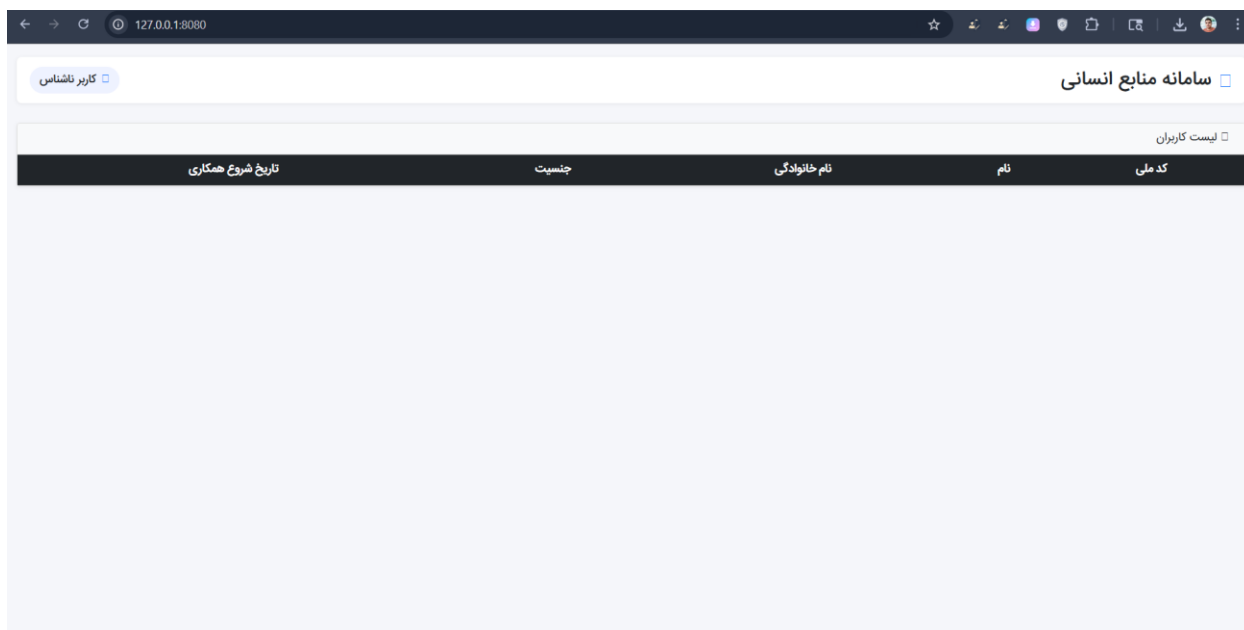 127.0.0.1:8080
سامانه منابع انسانی
کاربر ناشناس
لیست کاربران
کد ملی نام نام خانوادگی جنسیت تاریخ شروع همکاری